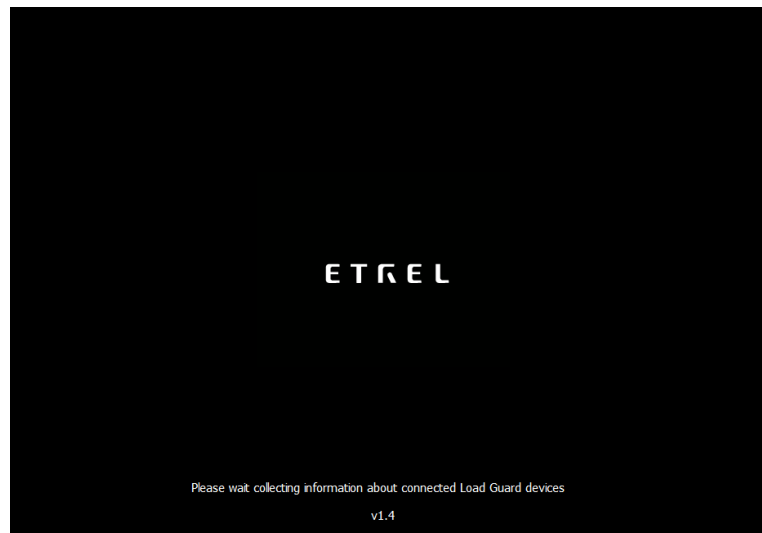 ETREL
Please wait collecting information about connected Load Guard devices
v1.4